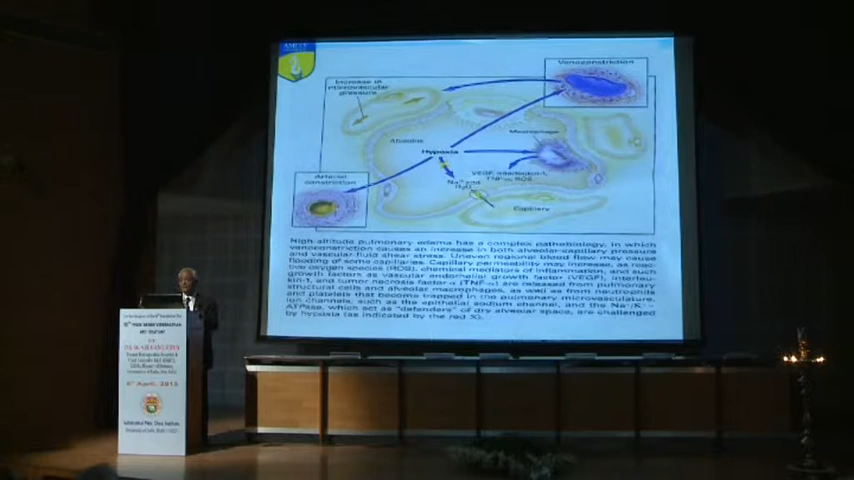 AMITY
Venoconstriction
Increase in
microvascular
pressure
Alveolus
Macrophage
Hypoxia
Arterial
constriction
VEGF, interleukin-1,
TNF-α, ROS
Na⁺ and
H₂O
Capillary
High-altitude pulmonary edema has a complex pathobiology, in which
venoconstriction causes an increase in both alveolar-capillary pressure
and vascular-fluid shear stress. Uneven regional blood flow may cause
flooding of some capillaries. Capillary permeability may increase, as reac-
tive oxygen species (ROS), chemical mediators of inflammation, and such
growth factors as vascular endothelial growth factor (VEGF), interleu-
kin-1, and tumor necrosis factor-α (TNF-α) are released from pulmonary
structural cells and alveolar macrophages, as well as from neutrophils
and platelets that become trapped in the pulmonary microvasculature.
Ion channels, such as the epithelial sodium channel, and the Na⁺/K⁺–
ATPase, which act as "defenders" of dry alveolar space, are challenged
by hypoxia (as indicated by the red X).
6th April, 2013
Vallabhbhai Patel Chest Institute